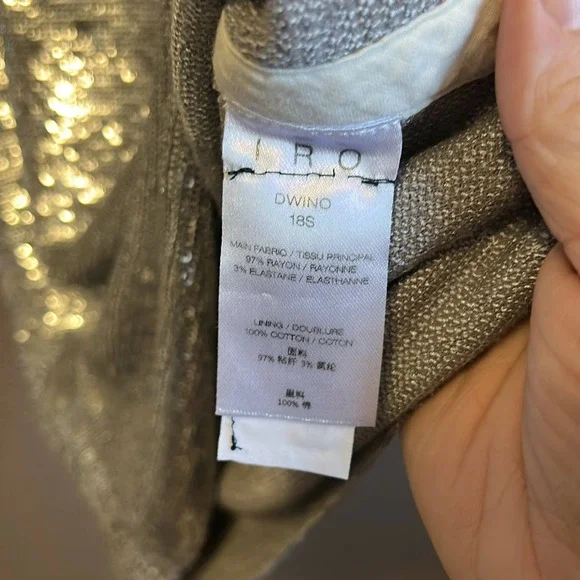 IRO
DWINO
18S
MAIN FABRIC / TISSU PRINCIPAL
97% RAYON / RAYONNE
3% ELASTANE / ELASTHANNE
LINING / DOUBLURE
100% COTTON / COTON
面料
97% 粘纤 3% 氨纶
里料
100% 棉